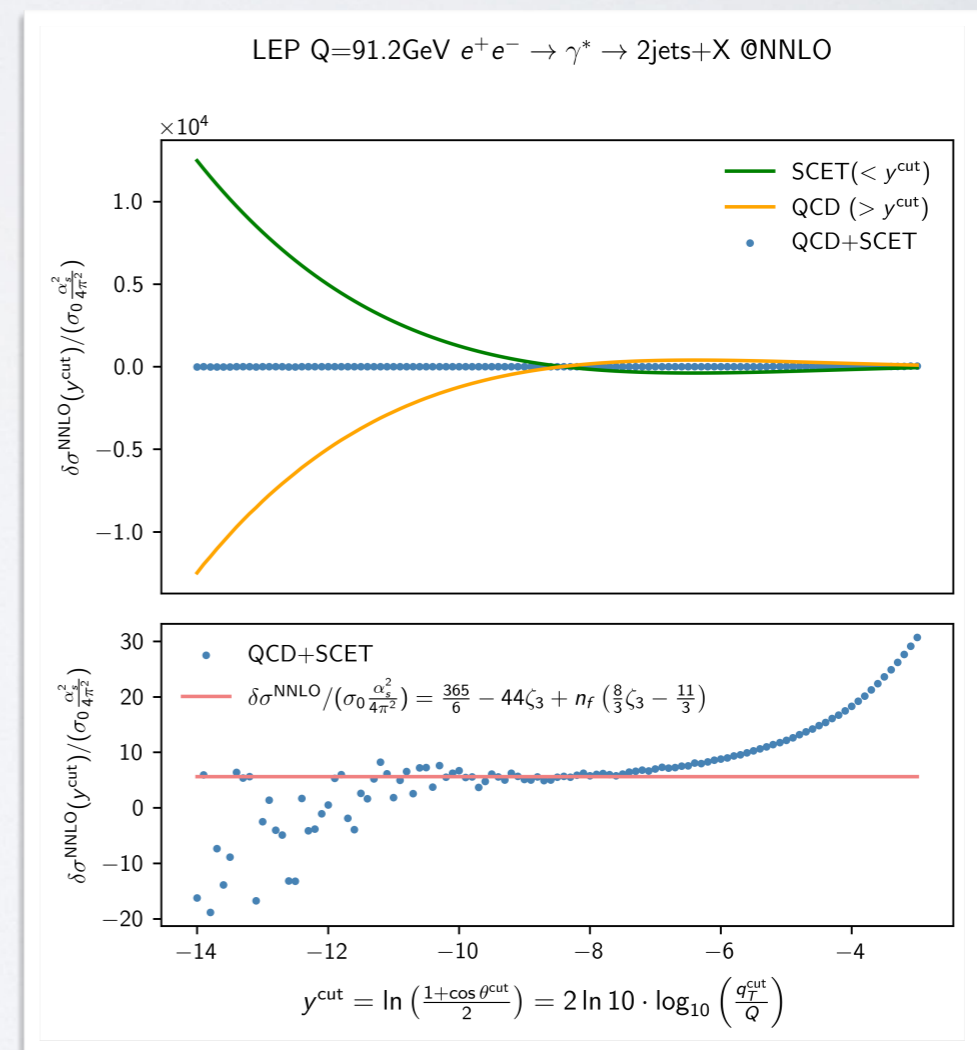 LEP Q=91.2GeV e⁺e⁻ → γ* → 2jets+X @NNLO
×10⁴
1.0
0.5
0.0
−0.5
−1.0
δσ^NNLO(y^cut)/(σ₀ α_s²/4π²)
SCET(< y^cut)
QCD (> y^cut)
QCD+SCET
30
20
10
0
−10
−20
δσ^NNLO(y^cut)/(σ₀ α_s²/4π²)
QCD+SCET
δσ^NNLO/(σ₀ α_s²/4π²) = 365/6 − 44ζ₃ + n_f (8/3 ζ₃ − 11/3)
−14 −12 −10 −8 −6 −4
y^cut = ln (1+cos θ^cut/2) = 2 ln 10 · log₁₀ (q_T^cut/Q)